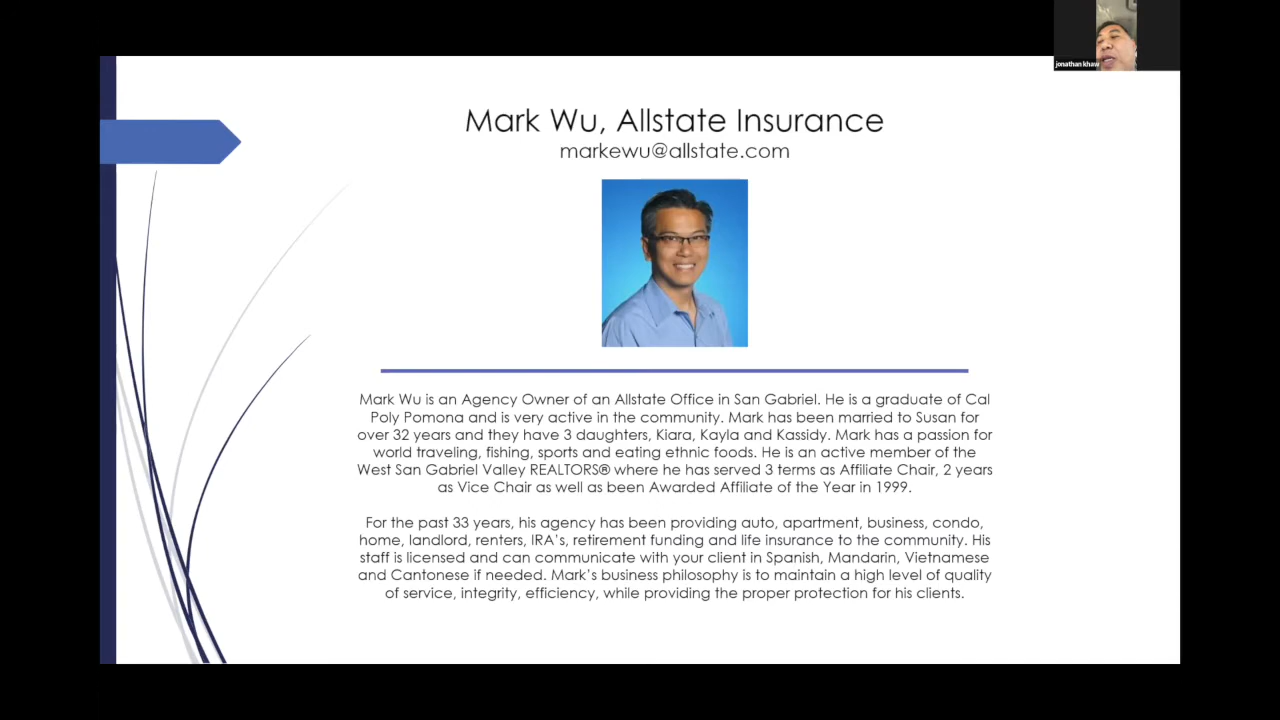 jonathan khaw
Mark Wu, Allstate Insurance
markewu@allstate.com
Mark Wu is an Agency Owner of an Allstate Office in San Gabriel. He is a graduate of Cal
Poly Pomona and is very active in the community. Mark has been married to Susan for
over 32 years and they have 3 daughters, Kiara, Kayla and Kassidy. Mark has a passion for
world traveling, fishing, sports and eating ethnic foods. He is an active member of the
West San Gabriel Valley REALTORS® where he has served 3 terms as Affiliate Chair, 2 years
as Vice Chair as well as been Awarded Affiliate of the Year in 1999.
For the past 33 years, his agency has been providing auto, apartment, business, condo,
home, landlord, renters, IRA's, retirement funding and life insurance to the community. His
staff is licensed and can communicate with your client in Spanish, Mandarin, Vietnamese
and Cantonese if needed. Mark's business philosophy is to maintain a high level of quality
of service, integrity, efficiency, while providing the proper protection for his clients.